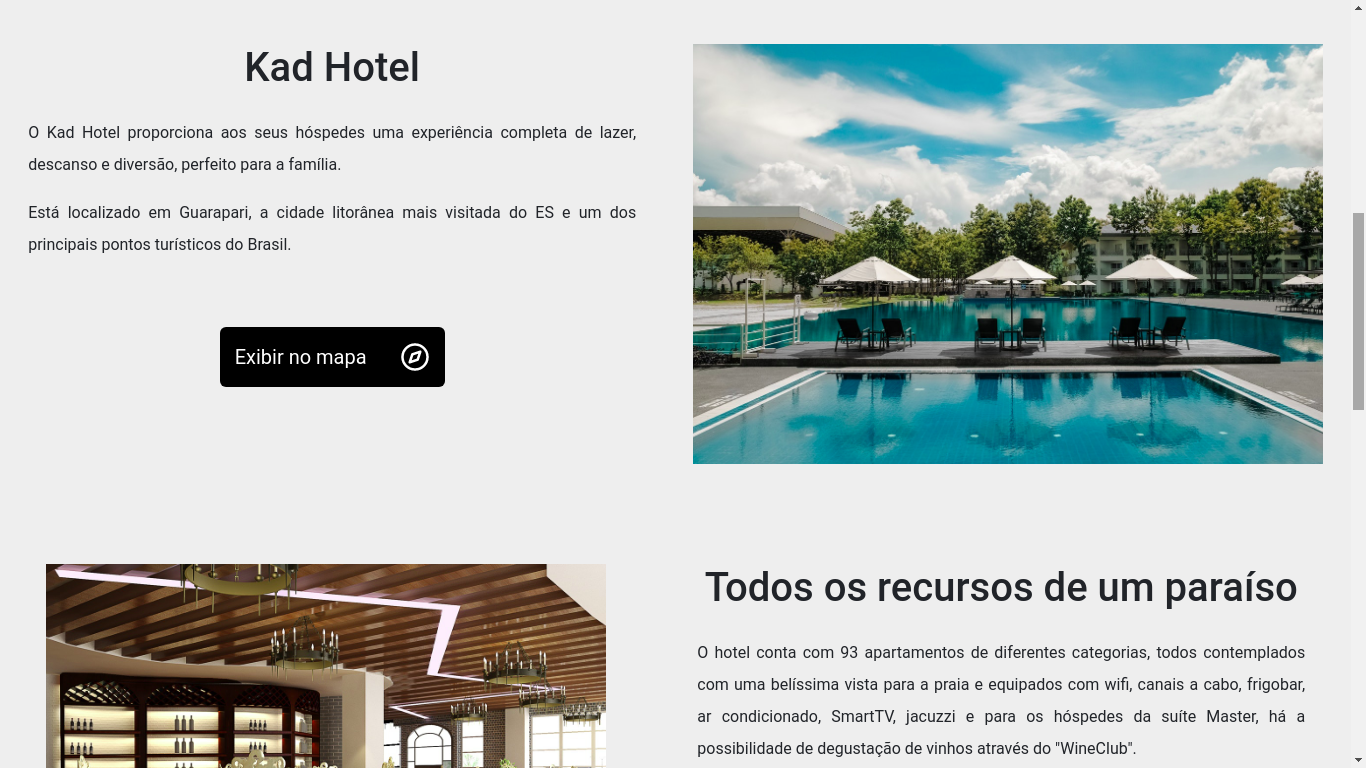 Kad Hotel
O Kad Hotel proporciona aos seus hóspedes uma experiência completa de lazer,
descanso e diversão, perfeito para a família.
Está localizado em Guarapari, a cidade litorânea mais visitada do ES e um dos
principais pontos turísticos do Brasil.
Exibir no mapa
Todos os recursos de um paraíso
O hotel conta com 93 apartamentos de diferentes categorias, todos contemplados
com uma belíssima vista para a praia e equipados com wifi, canais a cabo, frigobar,
ar condicionado, SmartTV, jacuzzi e para os hóspedes da suíte Master, há a
possibilidade de degustação de vinhos através do "WineClub".